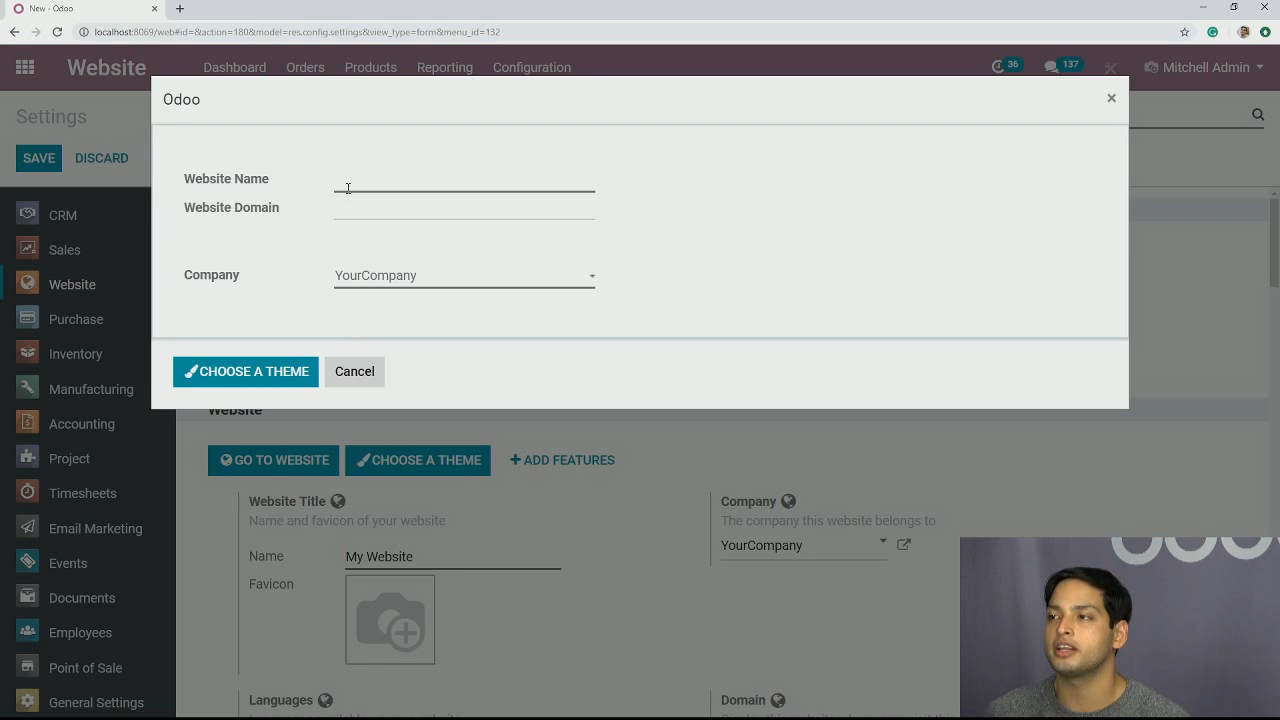 New - Odoo
localhost:8069/web#id=&action=180&model=res.config.settings&view_type=form&menu_id=132
Website Dashboard Orders Products Reporting Configuration 36 137 Mitchell Admin
Odoo
Settings
SAVE DISCARD
Website Name
Website Domain
Company YourCompany
CHOOSE A THEME Cancel
CRM
Sales
Website
Purchase
Inventory
Manufacturing
Accounting
Project
Timesheets
Email Marketing
Events
Documents
Employees
Point of Sale
General Settings
Website
GO TO WEBSITE CHOOSE A THEME + ADD FEATURES
Website Title Company
Name and favicon of your website The company this website belongs to
Name My Website YourCompany
Favicon
Languages Domain